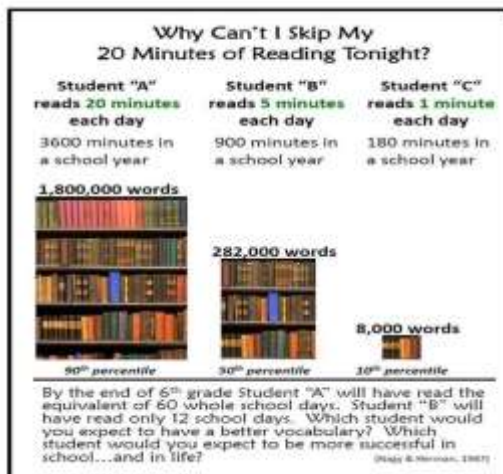 Why Can't I Skip My
20 Minutes of Reading Tonight?
Student "A"
reads 20 minutes
each day
3600 minutes in
a school year
1,800,000 words
90th percentile
Student "B"
reads 5 minutes
each day
900 minutes in
a school year
282,000 words
50th percentile
Student "C"
reads 1 minute
each day
180 minutes in
a school year
8,000 words
10th percentile
By the end of 6th grade Student "A" will have read the
equivalent of 60 whole school days. Student "B" will
have read only 12 school days. Which student would
you expect to have a better vocabulary? Which
student would you expect to be more successful in
school...and in life?
(Nagy & Herman, 1987)